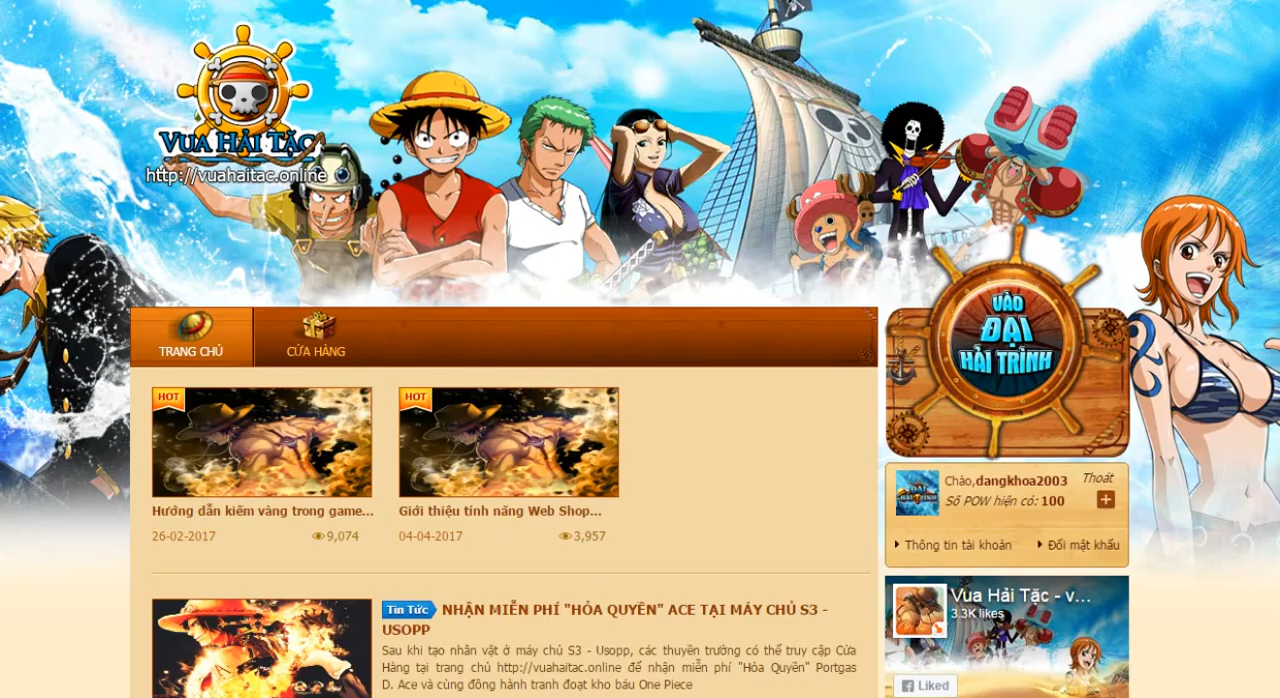 VUA HẢI TẶC
http://vuahaitac.online
TRANG CHỦ
CỬA HÀNG
VÀO
ĐẠI
HẢI TRÌNH
HOT
HOT
Hướng dẫn kiếm vàng trong game...
Giới thiệu tính năng Web Shop...
26-02-2017
9,074
04-04-2017
3,957
ĐẠI
HẢI TRÌNH
Chào,dangkhoa2003
Thoát
Số POW hiện có: 100
Thông tin tài khoản
Đổi mật khẩu
Tin Tức NHẬN MIỄN PHÍ "HỎA QUYỀN" ACE TẠI MÁY CHỦ S3 -
USOPP
Sau khi tạo nhân vật ở máy chủ S3 - Usopp, các thuyền trưởng có thể truy cập Cửa
Hàng tại trang chủ http://vuahaitac.online để nhận miễn phí "Hỏa Quyền" Portgas
D. Ace và cùng đồng hành tranh đoạt kho báu One Piece
Vua Hải Tặc - v...
3.3K likes
Liked